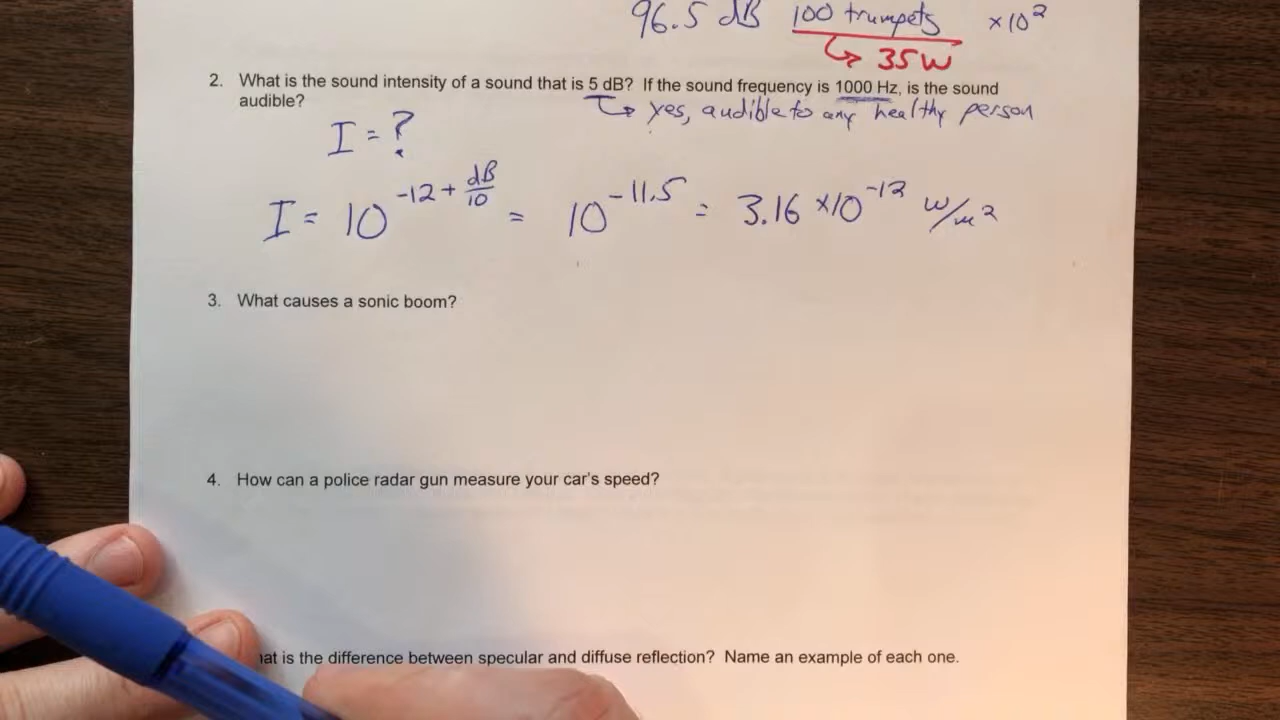 96.5 dB 100 trumpets ×10²
↳ 35W
2. What is the sound intensity of a sound that is 5 dB? If the sound frequency is 1000 Hz, is the sound
audible?
↳ yes, audible to any healthy person
I = ?
I = 10^(-12 + dB/10) = 10^(-11.5) = 3.16 ×10^(-12) W/m²
3. What causes a sonic boom?
4. How can a police radar gun measure your car's speed?
is the difference between specular and diffuse reflection? Name an example of each one.